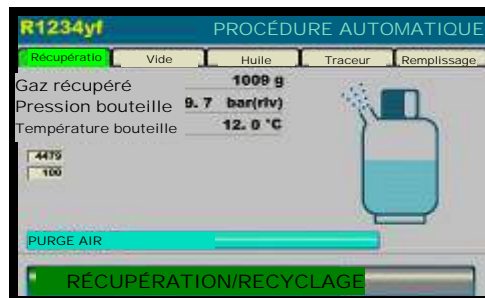 R1234yf PROCÉDURE AUTOMATIQUE
Récupératio Vide Huile Traceur Remplissage
Gaz récupéré 1009 g
Pression bouteille 9.7 bar(rlv)
Température bouteille 12.0 °C
4479
100
PURGE AIR
RÉCUPÉRATION/RECYCLAGE